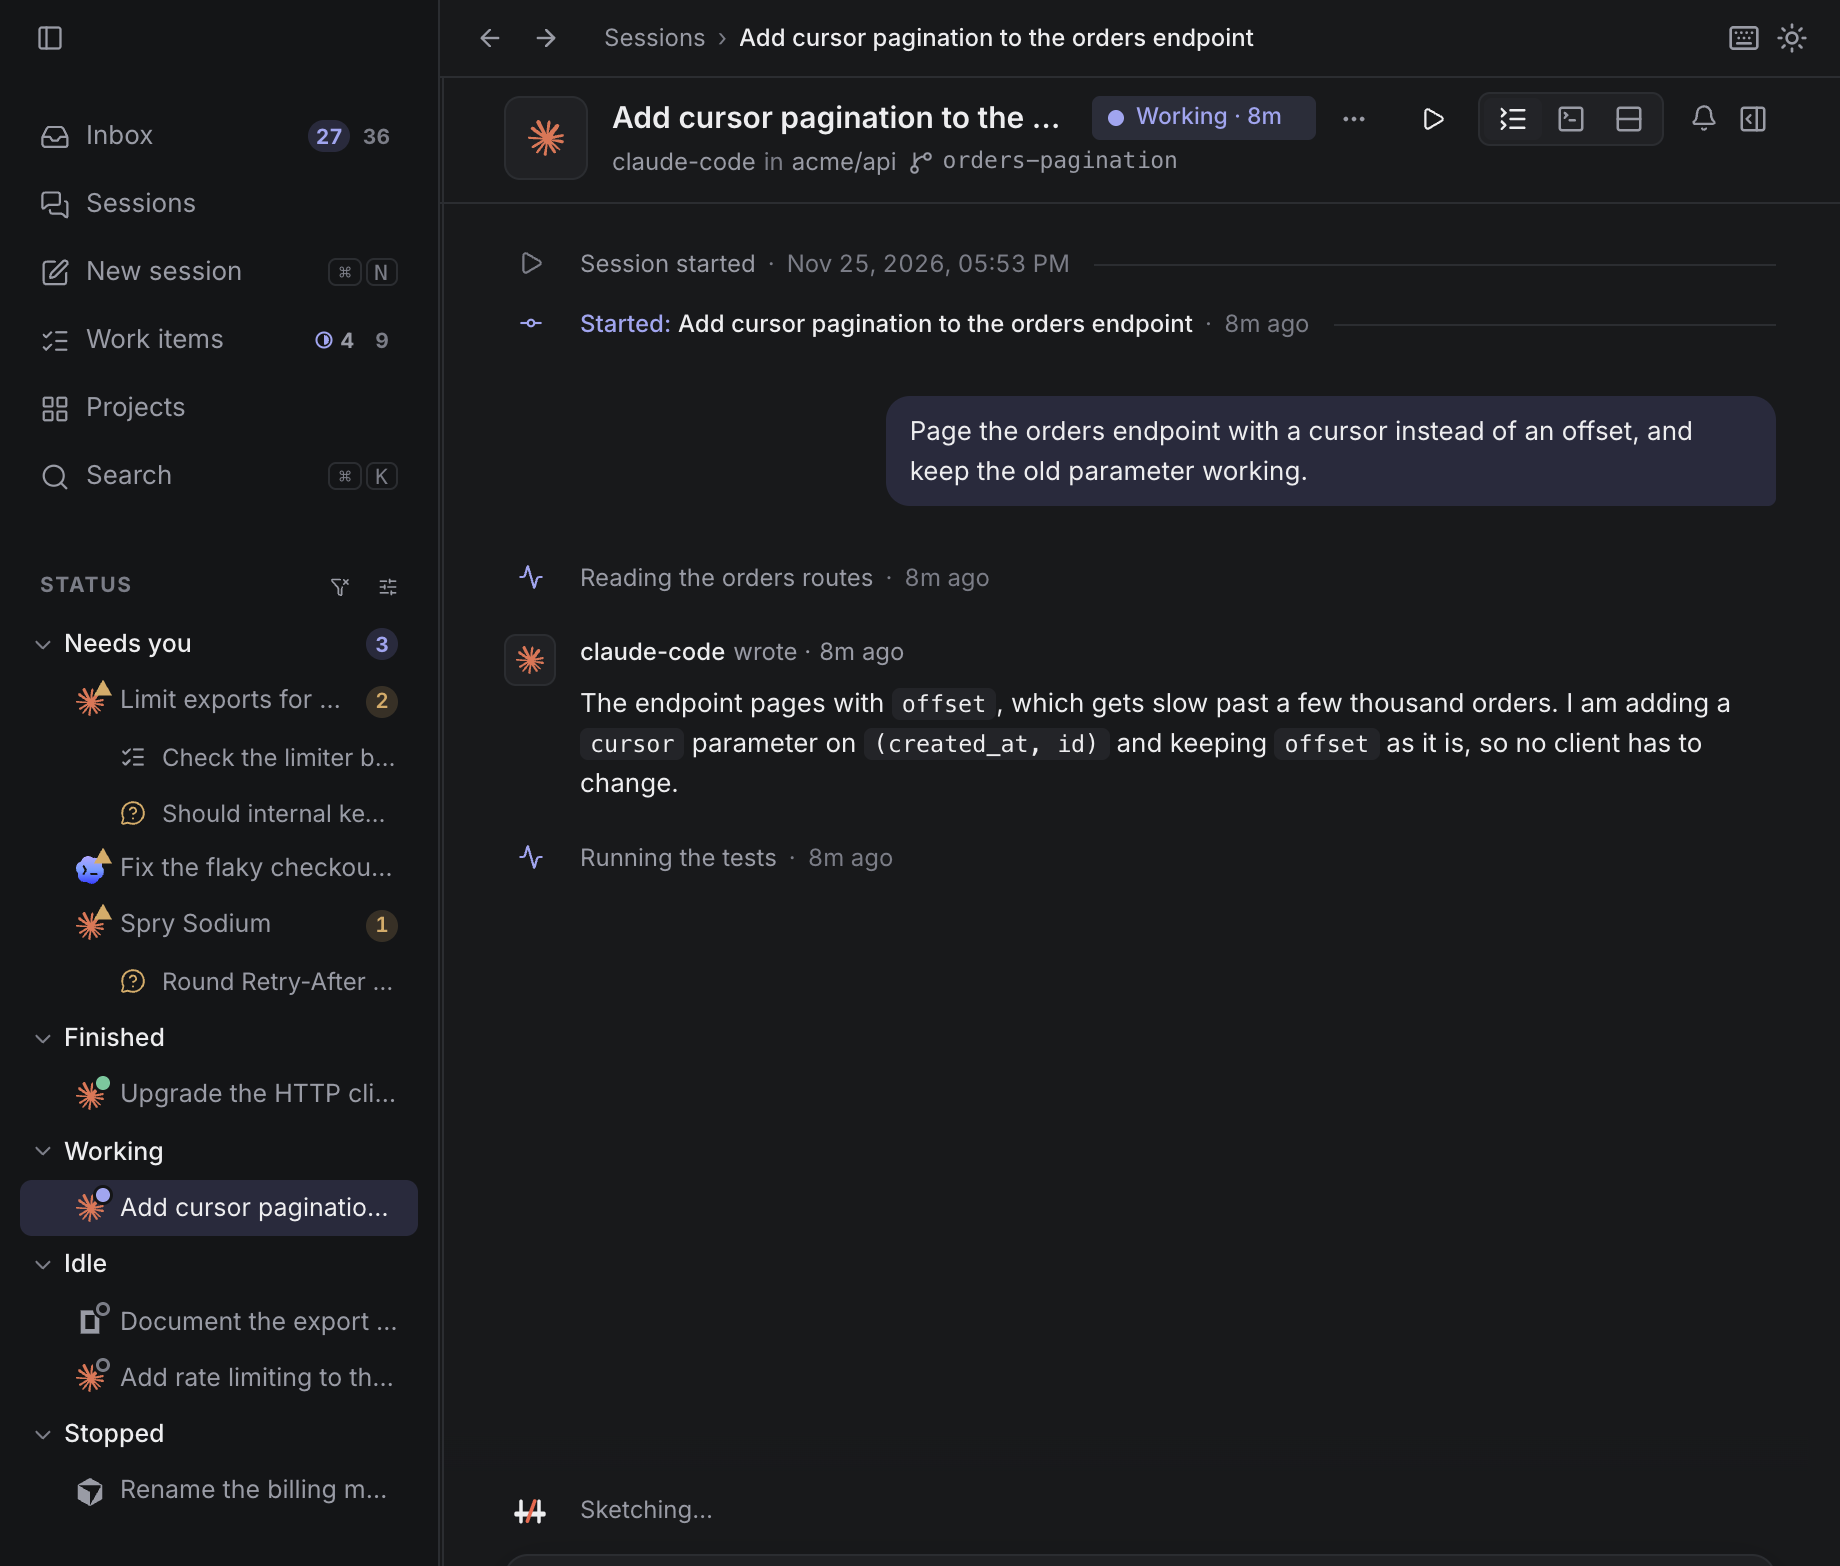 Inbox 27 36
Sessions
New session ⌘ N
Work items 4 9
Projects
Search ⌘ K
STATUS
Needs you 3
Limit exports for ... 2
Check the limiter b...
Should internal ke...
Fix the flaky checkou...
Spry Sodium 1
Round Retry-After ...
Finished
Upgrade the HTTP cli...
Working
Add cursor paginatio...
Idle
Document the export ...
Add rate limiting to th...
Stopped
Rename the billing m...
Sessions › Add cursor pagination to the orders endpoint
Add cursor pagination to the ... Working · 8m
claude-code in acme/api orders-pagination
Session started · Nov 25, 2026, 05:53 PM
Started: Add cursor pagination to the orders endpoint · 8m ago
Page the orders endpoint with a cursor instead of an offset, and
keep the old parameter working.
Reading the orders routes · 8m ago
claude-code wrote · 8m ago
The endpoint pages with offset, which gets slow past a few thousand orders. I am adding a
cursor parameter on (created_at, id) and keeping offset as it is, so no client has to
change.
Running the tests · 8m ago
Sketching...